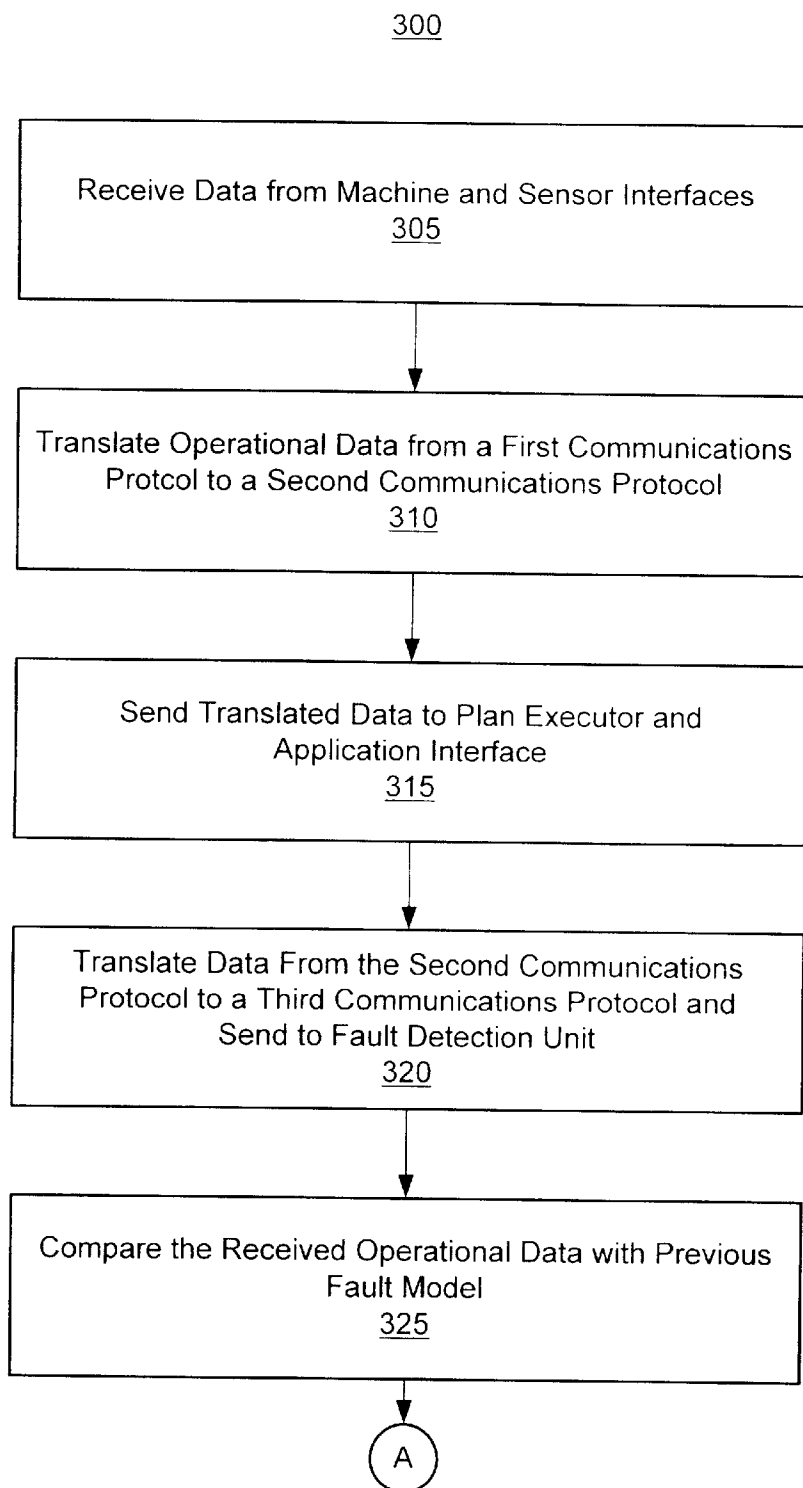 300
Receive Data from Machine and Sensor Interfaces
305
Translate Operational Data from a First Communications
Protcol to a Second Communications Protocol
310
Send Translated Data to Plan Executor and
Application Interface
315
Translate Data From the Second Communications
Protocol to a Third Communications Protocol and
Send to Fault Detection Unit
320
Compare the Received Operational Data with Previous
Fault Model
325
A